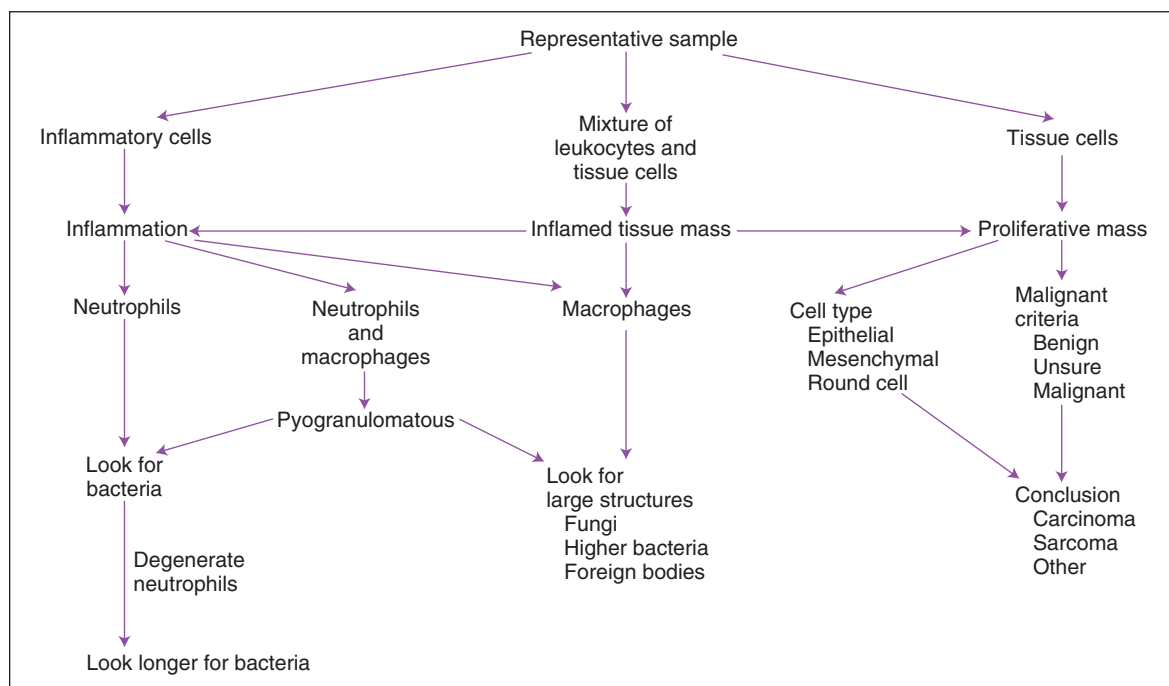 Representative sample
Inflammatory cells
Mixture of
leukocytes and
tissue cells
Tissue cells
Inflammation
Inflamed tissue mass
Proliferative mass
Neutrophils
Neutrophils
and
macrophages
Macrophages
Cell type
Epithelial
Mesenchymal
Round cell
Malignant
criteria
Benign
Unsure
Malignant
Pyogranulomatous
Look for
bacteria
Look for
large structures
Fungi
Higher bacteria
Foreign bodies
Conclusion
Carcinoma
Sarcoma
Other
Degenerate
neutrophils
Look longer for bacteria